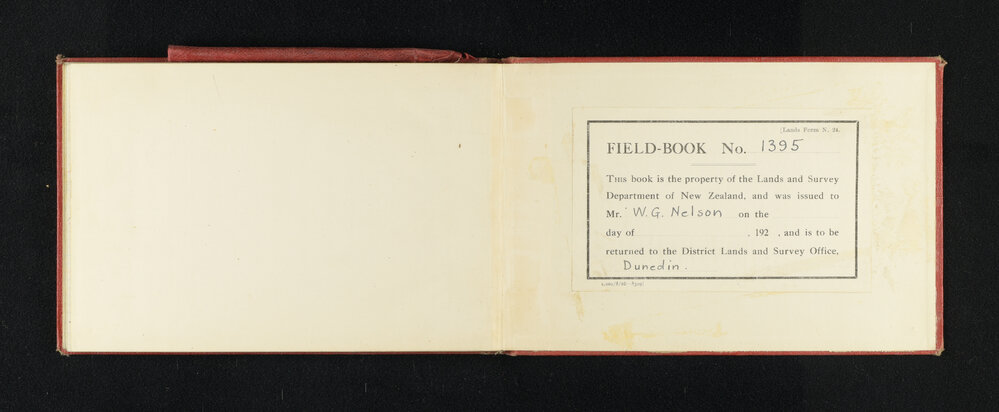 [Lands Form N. 24.
FIELD-BOOK No. 1395
THIS book is the property of the Lands and Survey
Department of New Zealand, and was issued to
Mr. W. G. Nelson on the
day of , 192 , and is to be
returned to the District Lands and Survey Office,
Dunedin.